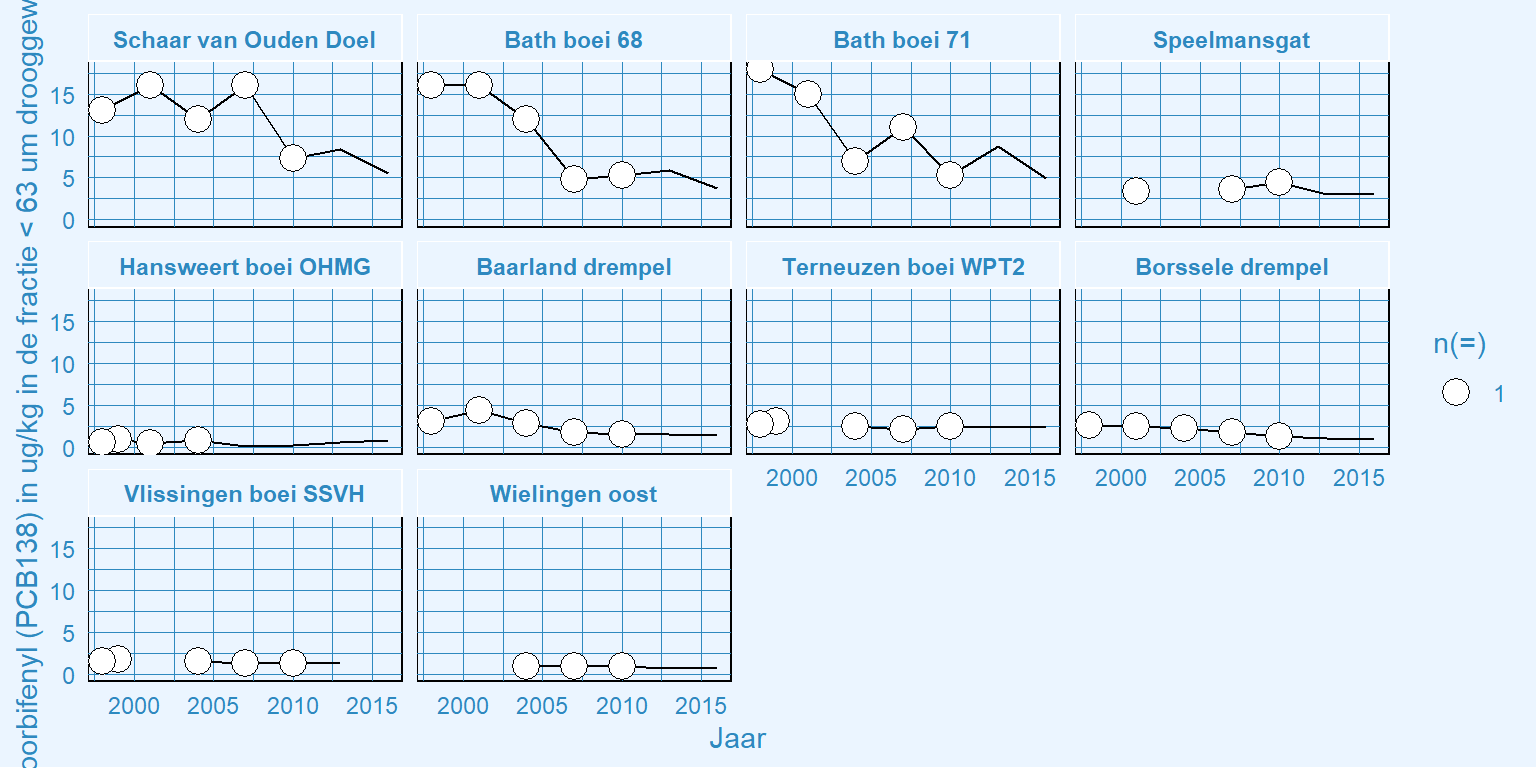 Schaar van Ouden Doel
Bath boei 68
Bath boei 71
Speelmansgat
15
10
5
0
Hansweert boei OHMG
Baarland drempel
Terneuzen boei WPT2
Borssele drempel
15
10
5
0
2000 2005 2010 2015
2000 2005 2010 2015
Vlissingen boei SSVH
Wielingen oost
15
10
5
0
2000 2005 2010 2015
2000 2005 2010 2015
Jaar
(PCB138) in ug/kg in de fractie < 63 um
n(=)
1